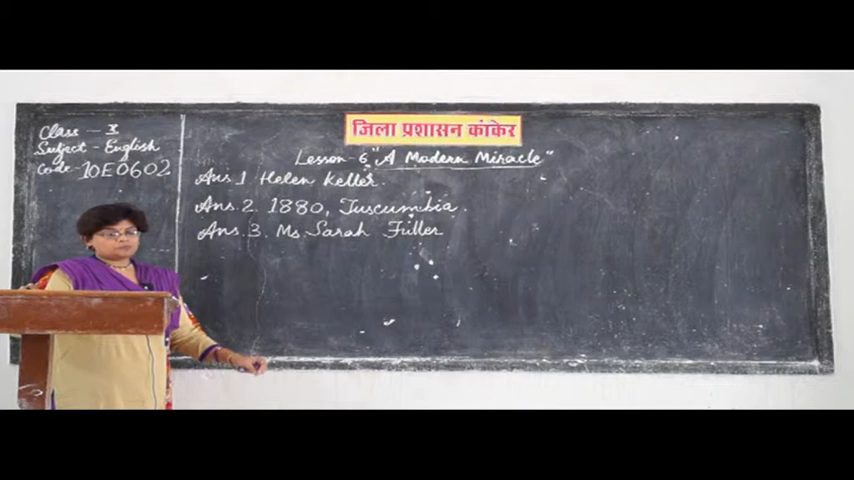 जिला प्रशासन कांकेर
Class - X
Subject - English
Code - 10E0602
Lesson - 6 "A Modern Miracle"
Ans. 1 Helen Keller.
Ans. 2. 1880, Tuscumbia.
Ans. 3. Ms. Sarah Fuller